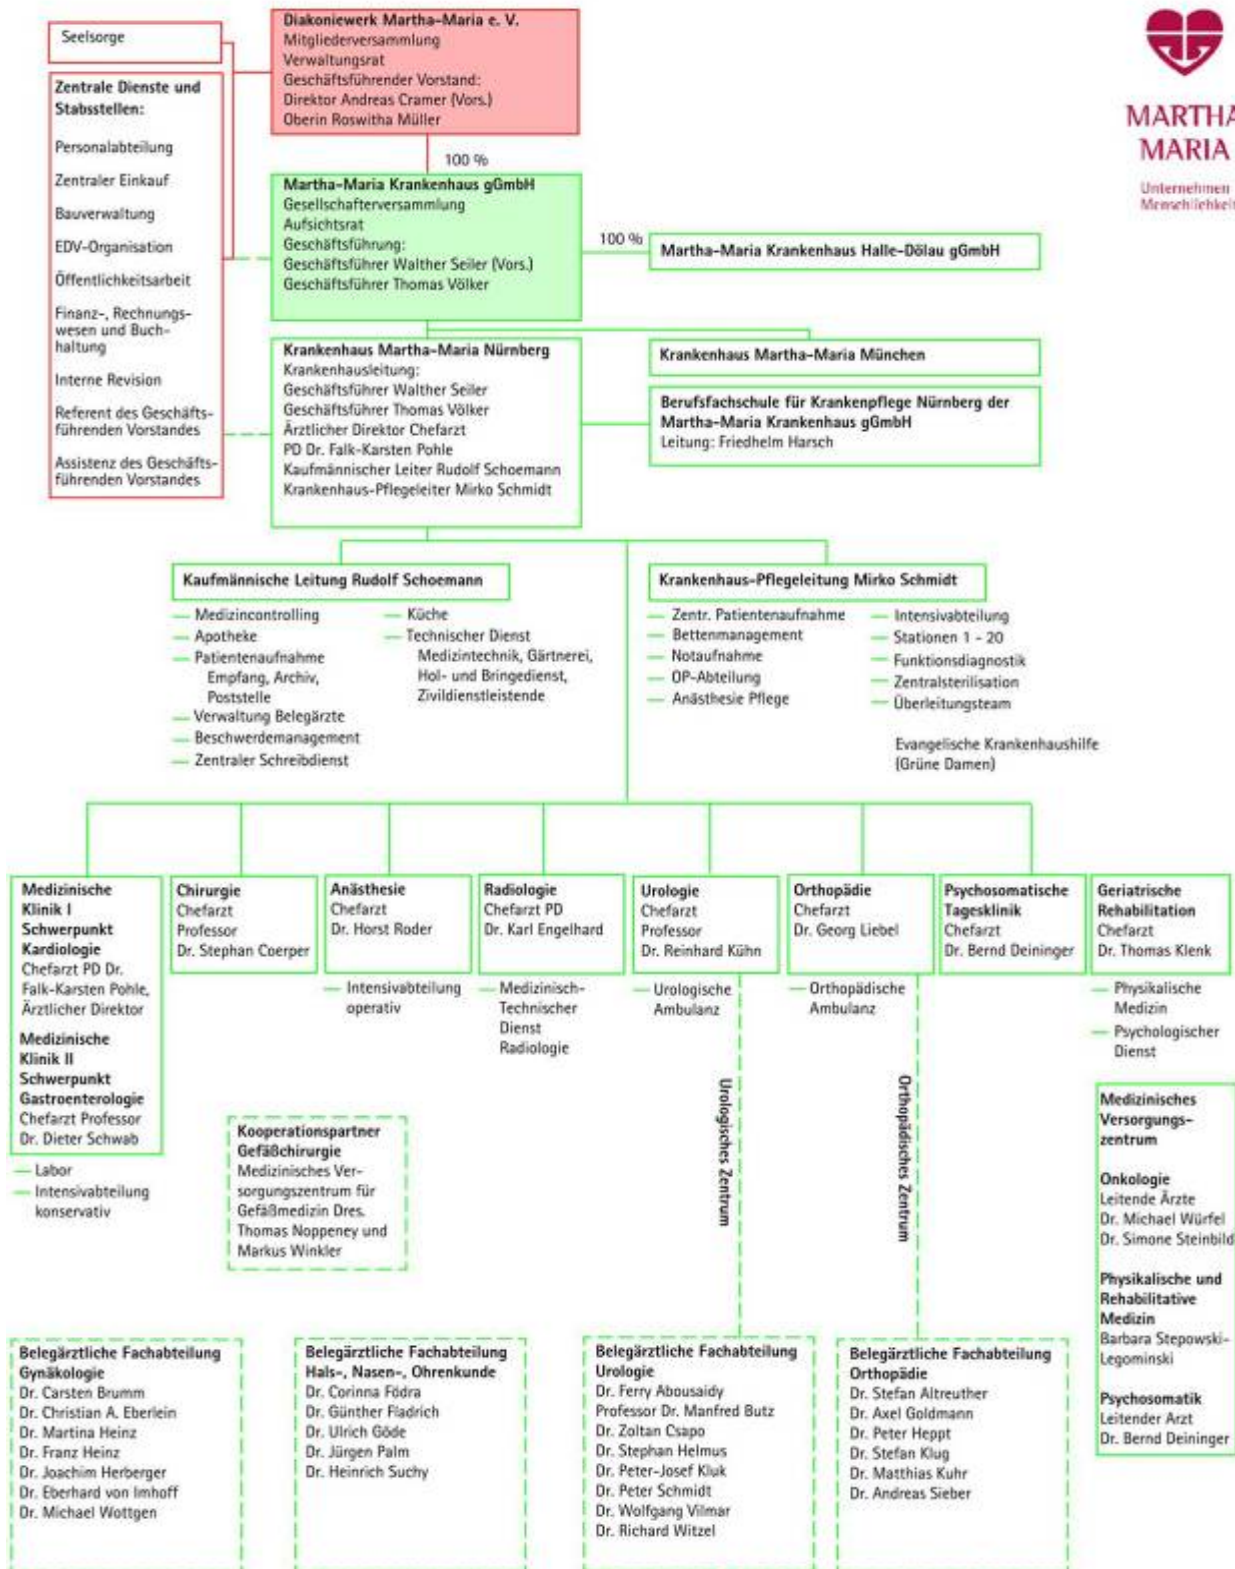 Seelsorge
Zentrale Dienste und
Stabsstellen:
Personalabteilung
Zentraler Einkauf
Bauverwaltung
EDV-Organisation
Öffentlichkeitsarbeit
Finanz-, Rechnungs-
wesen und Buch-
haltung
Interne Revision
Referent des Geschäfts-
führenden Vorstandes
Assistenz des Geschäfts-
führenden Vorstandes
Diakoniewerk Martha-Maria e. V.
Mitgliederversammlung
Verwaltungsrat
Geschäftsführender Vorstand:
Direktor Andreas Cramer (Vors.)
Oberin Roswitha Müller
MARTHA
MARIA
Unternehmen
Menschlichkeit
100 %
Martha-Maria Krankenhaus gGmbH
Gesellschafterversammlung
Aufsichtsrat
Geschäftsführung:
Geschäftsführer Walther Seiler (Vors.)
Geschäftsführer Thomas Völker
100 %
Martha-Maria Krankenhaus Halle-Dölau gGmbH
Krankenhaus Martha-Maria Nürnberg
Krankenhausleitung:
Geschäftsführer Walther Seiler
Geschäftsführer Thomas Völker
Ärztlicher Direktor Chefarzt
PD Dr. Falk-Karsten Pohle
Kaufmännischer Leiter Rudolf Schoemann
Krankenhaus-Pflegeleiter Mirko Schmidt
Krankenhaus Martha-Maria München
Berufsfachschule für Krankenpflege Nürnberg der
Martha-Maria Krankenhaus gGmbH
Leitung: Friedhelm Harsch
Kaufmännische Leitung Rudolf Schoemann
Medizincontrolling
Apotheke
Patientenaufnahme
Empfang, Archiv,
Poststelle
Verwaltung Belegärzte
Beschwerdemanagement
Zentraler Schreibdienst
Küche
Technischer Dienst
Medizintechnik, Gärtnerei,
Hol- und Bringedienst,
Zivildienstleistende
Krankenhaus-Pflegeleitung Mirko Schmidt
Zentr. Patientenaufnahme
Bettenmanagement
Notaufnahme
OP-Abteilung
Anästhesie Pflege
Intensivabteilung
Stationen 1 - 20
Funktionsdiagnostik
Zentralsterilisation
Überleitungsteam
Evangelische Krankenhaushilfe
(Grüne Damen)
Medizinische
Klinik I
Schwerpunkt
Kardiologie
Chefarzt PD Dr.
Falk-Karsten Pohle,
Ärztlicher Direktor
Medizinische
Klinik II
Schwerpunkt
Gastroenterologie
Chefarzt Professor
Dr. Dieter Schwab
Labor
Intensivabteilung
konservativ
Chirurgie
Chefarzt
Professor
Dr. Stephan Coerper
Anästhesie
Chefarzt
Dr. Horst Roder
Intensivabteilung
operativ
Radiologie
Chefarzt PD
Dr. Karl Engelhard
Medizinisch-
Technischer
Dienst
Radiologie
Urologie
Chefarzt
Professor
Dr. Reinhard Kühn
Urologische
Ambulanz
Orthopädie
Chefarzt
Dr. Georg Liebel
Orthopädische
Ambulanz
Psychosomatische
Tagesklinik
Chefarzt
Dr. Bernd Deininger
Geriatrische
Rehabilitation
Chefarzt
Dr. Thomas Klenk
Physikalische
Medizin
Psychologischer
Dienst
Kooperationspartner
Gefäßchirurgie
Medizinisches Ver-
sorgungszentrum für
Gefäßmedizin Dres.
Thomas Noppeney und
Markus Winkler
Urologisches Zentrum
Orthopädisches Zentrum
Medizinisches
Versorgungs-
zentrum
Onkologie
Leitende Ärzte
Dr. Michael Würfel
Dr. Simone Steinbild
Physikalische und
Rehabilitative
Medizin
Barbara Stepowski-
Legominski
Psychosomatik
Leitender Arzt
Dr. Bernd Deininger
Belegärztliche Fachabteilung
Gynäkologie
Dr. Carsten Brumm
Dr. Christian A. Eberlein
Dr. Martina Heinz
Dr. Franz Heinz
Dr. Joachim Herberger
Dr. Eberhard von Imhoff
Dr. Michael Wottgen
Belegärztliche Fachabteilung
Hals-, Nasen-, Ohrenkunde
Dr. Corinna Födra
Dr. Günther Fladrich
Dr. Ulrich Göde
Dr. Jürgen Palm
Dr. Heinrich Suchy
Belegärztliche Fachabteilung
Urologie
Dr. Ferry Abousaidy
Professor Dr. Manfred Butz
Dr. Zoltan Csapo
Dr. Stephan Helmus
Dr. Peter-Josef Kluk
Dr. Peter Schmidt
Dr. Wolfgang Vilmar
Dr. Richard Witzel
Belegärztliche Fachabteilung
Orthopädie
Dr. Stefan Altreuther
Dr. Axel Goldmann
Dr. Peter Heppt
Dr. Stefan Klug
Dr. Matthias Kuhr
Dr. Andreas Sieber